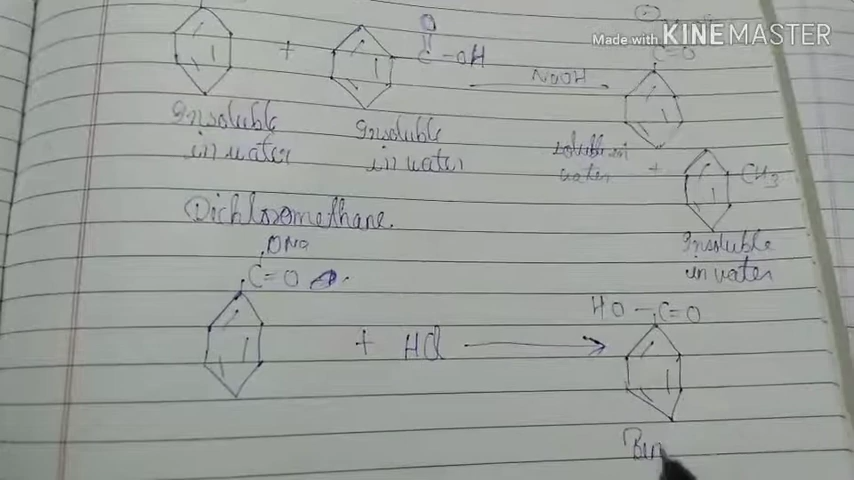 Made with KINEMASTER
O
C - OH
C=O
+
NaOH
Insoluble
in water
Insoluble
in water
soluble in
water
+
CH3
Insoluble
in water
Dichloromethane.
ONa
C=O
HO - C=O
+ HCl
Ben